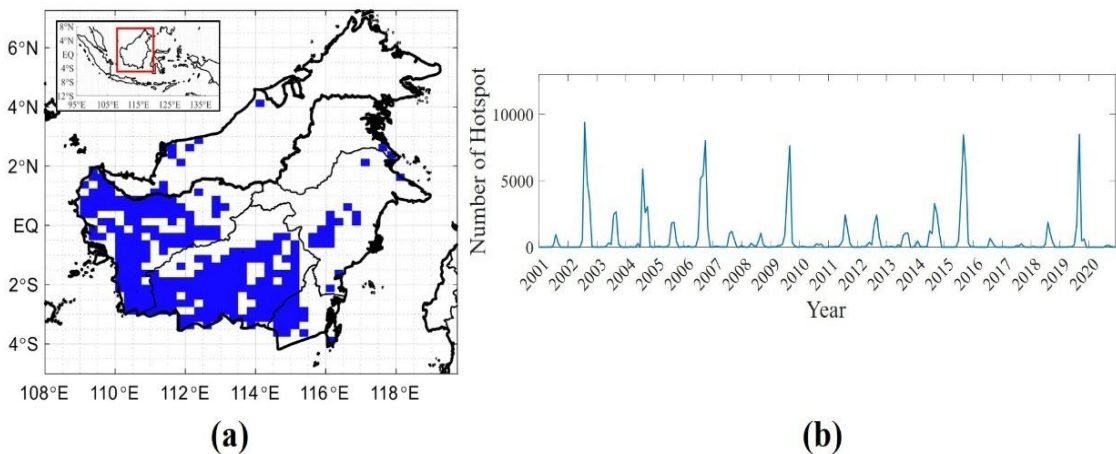 8°N
4°N
EQ
4°S
8°S
12°S
95°E 105°E 115°E 125°E 135°E
6°N
4°N
2°N
EQ
2°S
4°S
108°E 110°E 112°E 114°E 116°E 118°E
(a)
Number of Hotspot
10000
5000
0
2001 2002 2003 2004 2005 2006 2007 2008 2009 2010 2011 2012 2013 2014 2015 2016 2017 2018 2019 2020
Year
(b)